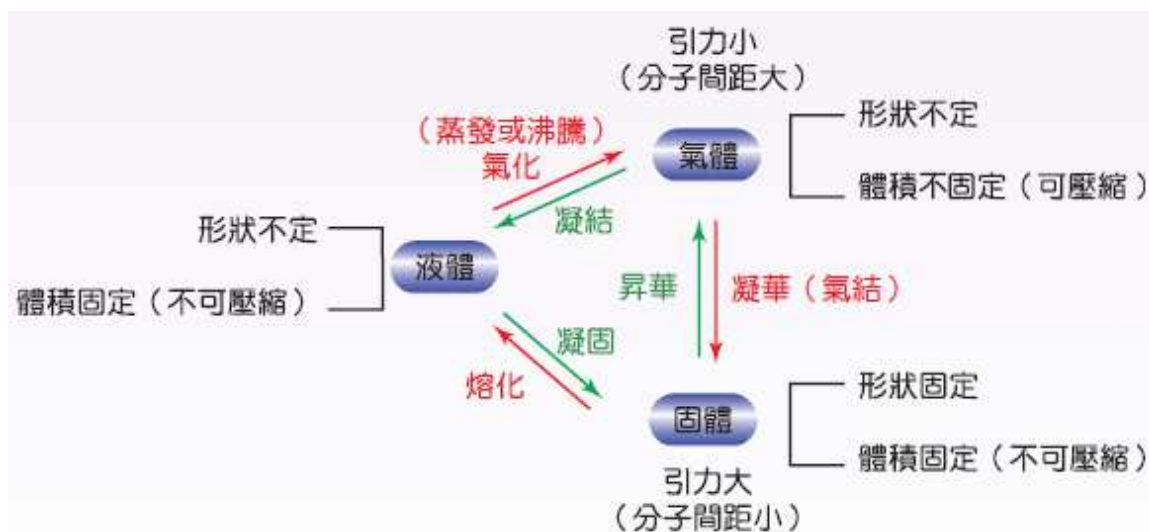 引力小
（分子間距大）
氣體
形狀不定
體積不固定（可壓縮）
（蒸發或沸騰）
氣化
凝結
形狀不定
體積固定（不可壓縮）
液體
昇華
凝華（氣結）
凝固
熔化
固體
形狀固定
體積固定（不可壓縮）
引力大
（分子間距小）